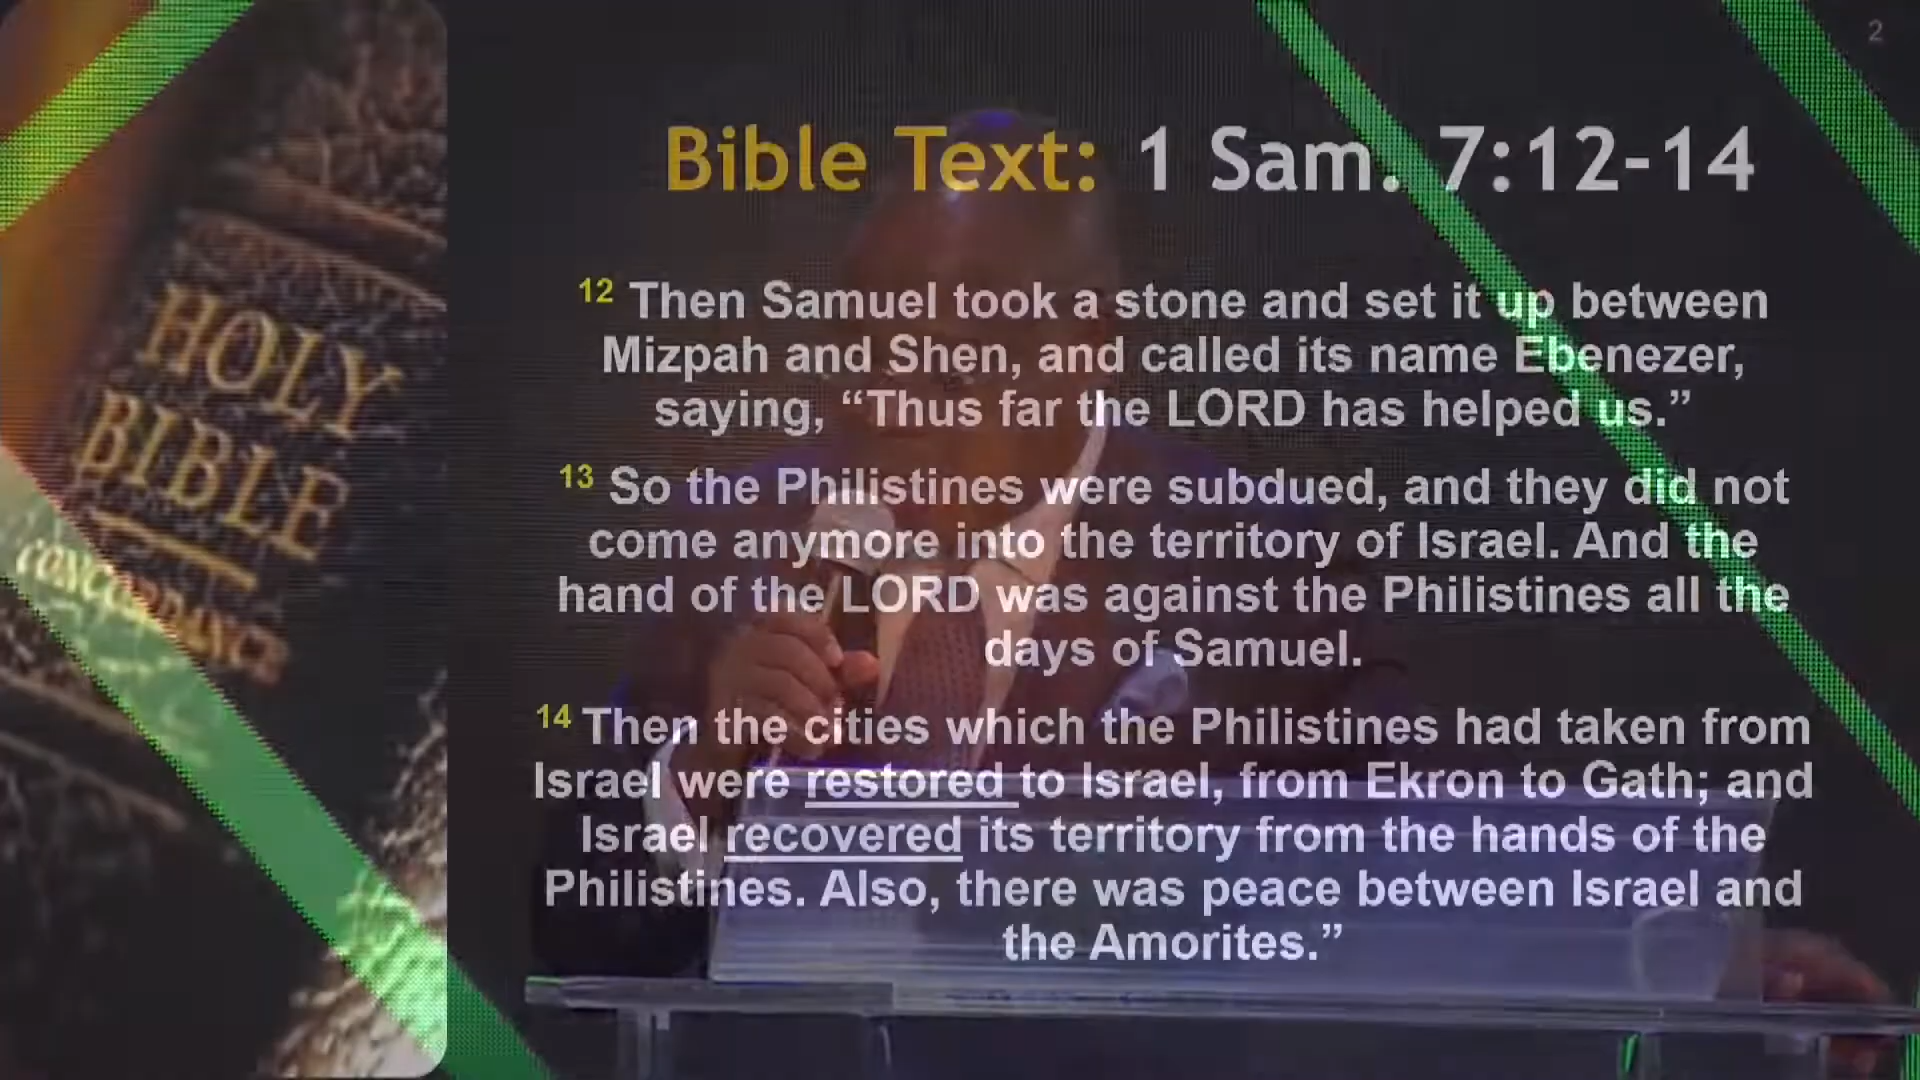 2
Bible Text: 1 Sam. 7:12-14
HOLY
BIBLE
CONCORDANCE
12 Then Samuel took a stone and set it up between
Mizpah and Shen, and called its name Ebenezer,
saying, “Thus far the LORD has helped us.”
13 So the Philistines were subdued, and they did not
come anymore into the territory of Israel. And the
hand of the LORD was against the Philistines all the
days of Samuel.
14 Then the cities which the Philistines had taken from
Israel were restored to Israel, from Ekron to Gath; and
Israel recovered its territory from the hands of the
Philistines. Also, there was peace between Israel and
the Amorites.”